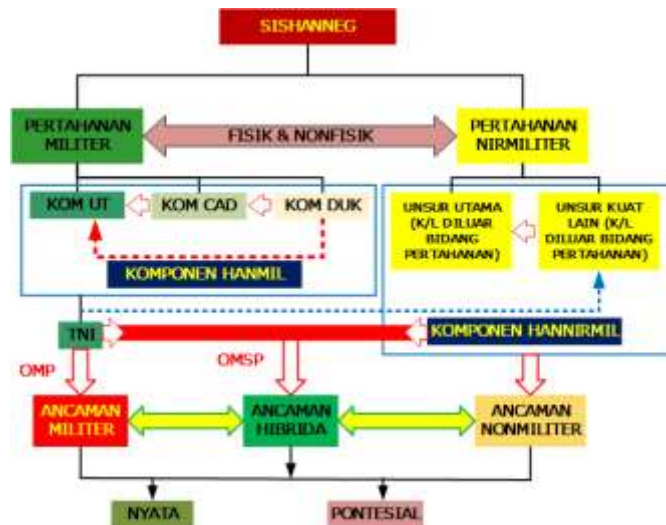 SISHANNEG
PERTAHANAN
MILITER
FISIK & NONFISIK
PERTAHANAN
NIRMILITER
KOM UT
KOM CAD
KOM DUK
UNSUR UTAMA
(K/L DILUAR
BIDANG
PERTAHANAN)
UNSUR KUAT
LAIN (K/L
DILUAR BIDANG
PERTAHANAN)
KOMPONEN HANMIL
TNI
KOMPONEN HANNIRMIL
OMP
OMSP
ANCAMAN
MILITER
ANCAMAN
HIBRIDA
ANCAMAN
NONMILITER
NYATA
PONTESIAL